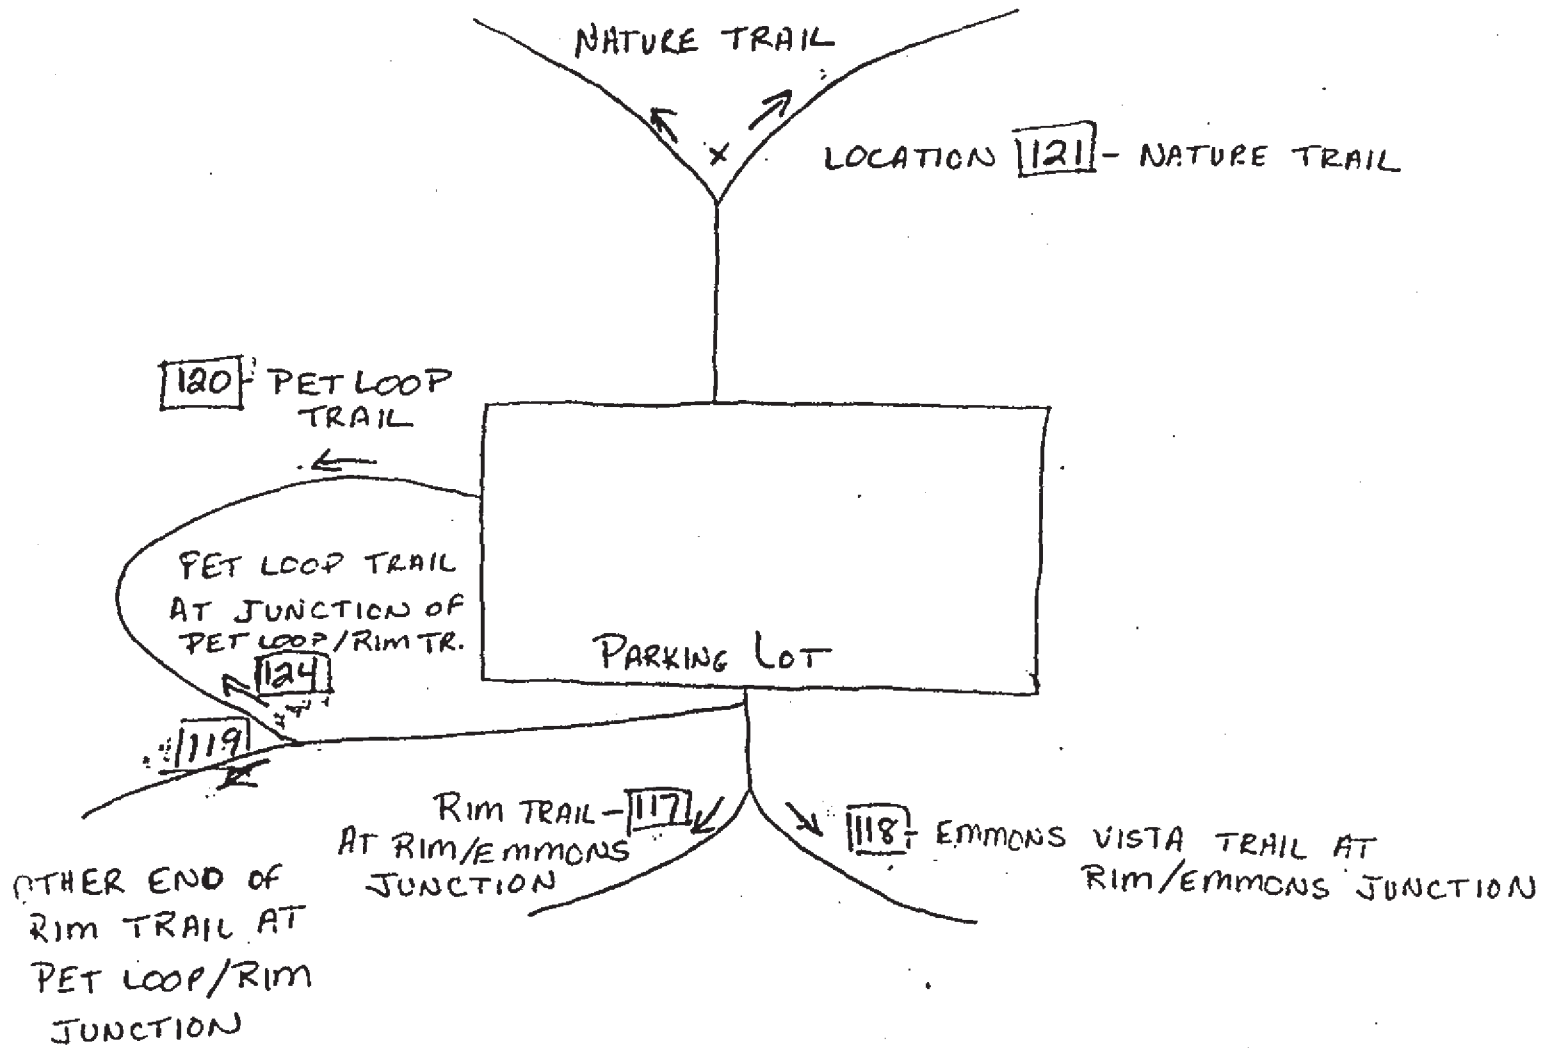 NATURE TRAIL
LOCATION 121 - NATURE TRAIL
120 - PET LOOP
TRAIL
PET LOOP TRAIL
AT JUNCTION OF
PET LOOP/RIM TR.
124
PARKING LOT
119
OTHER END OF
RIM TRAIL AT
PET LOOP/RIM
JUNCTION
RIM TRAIL - 117
AT RIM/EMMONS
JUNCTION
118 - EMMONS VISTA TRAIL AT
RIM/EMMONS JUNCTION